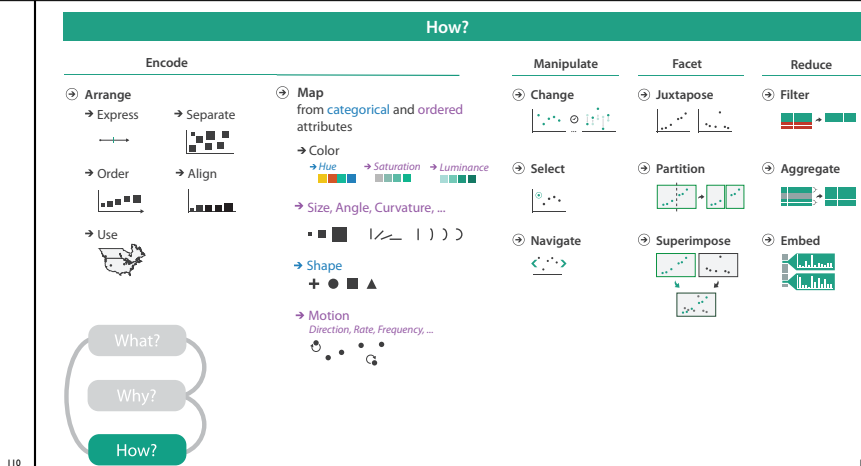 How?
Encode
Arrange
Express
Separate
Order
Align
Use
Map
from categorical and ordered
attributes
Color
Hue
Saturation
Luminance
Size, Angle, Curvature, ...
Shape
Motion
Direction, Rate, Frequency, ...
Manipulate
Change
...
Select
Navigate
Facet
Juxtapose
Partition
Superimpose
Reduce
Filter
Aggregate
Embed
What?
Why?
How?